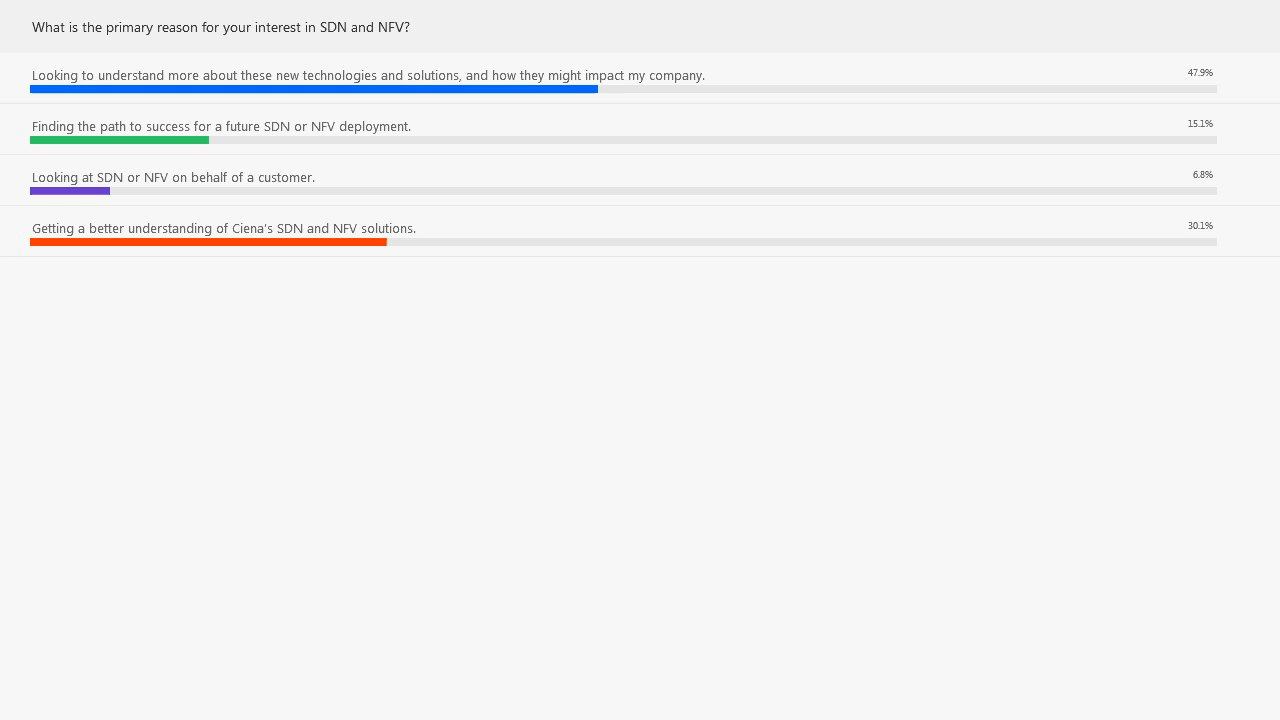 What is the primary reason for your interest in SDN and NFV?
Looking to understand more about these new technologies and solutions, and how they might impact my company.
47.9%
Finding the path to success for a future SDN or NFV deployment.
15.1%
Looking at SDN or NFV on behalf of a customer.
6.8%
Getting a better understanding of Ciena's SDN and NFV solutions.
30.1%